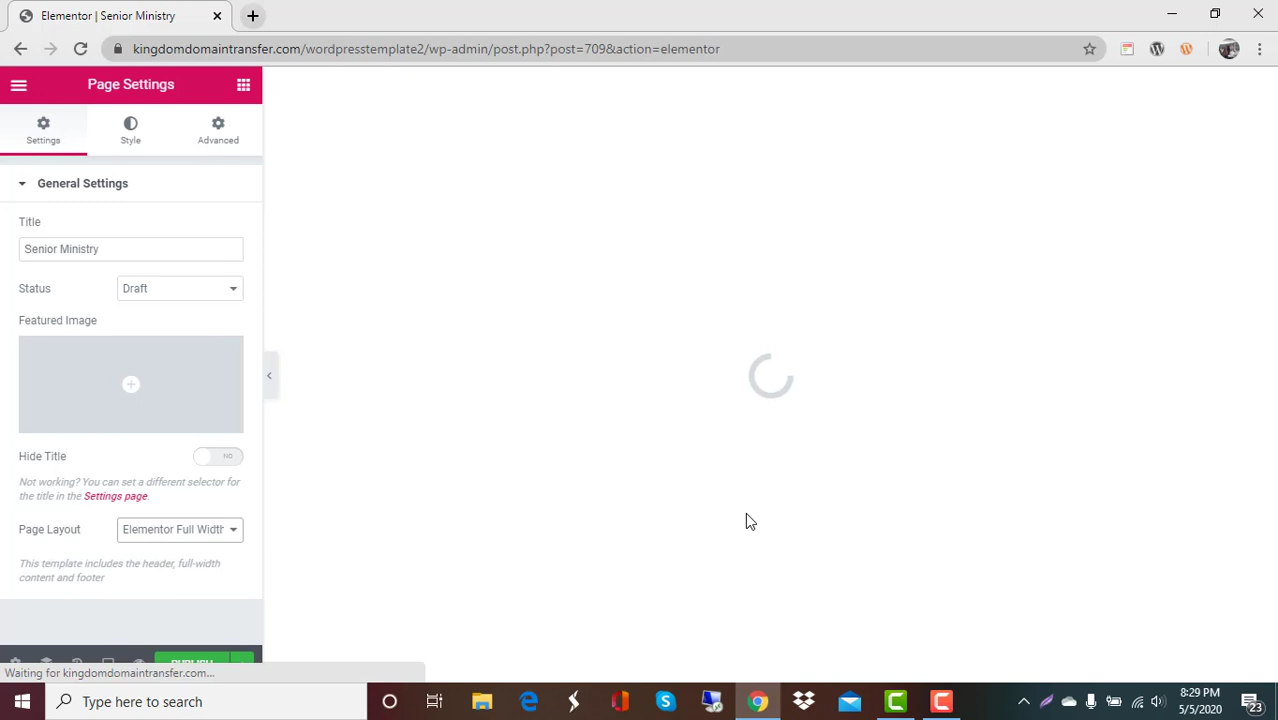 Elementor | Senior Ministry
kingdomdomaintransfer.com/wordpresstemplate2/wp-admin/post.php?post=709&action=elementor
Page Settings
Settings
Style
Advanced
General Settings
Title
Senior Ministry
Status
Draft
Featured Image
Hide Title
NO
Not working? You can set a different selector for
the title in the Settings page.
Page Layout
Elementor Full Width
This template includes the header, full-width
content and footer
PUBLISH
Waiting for kingdomdomaintransfer.com...
Type here to search
8:29 PM
5/5/2020
23